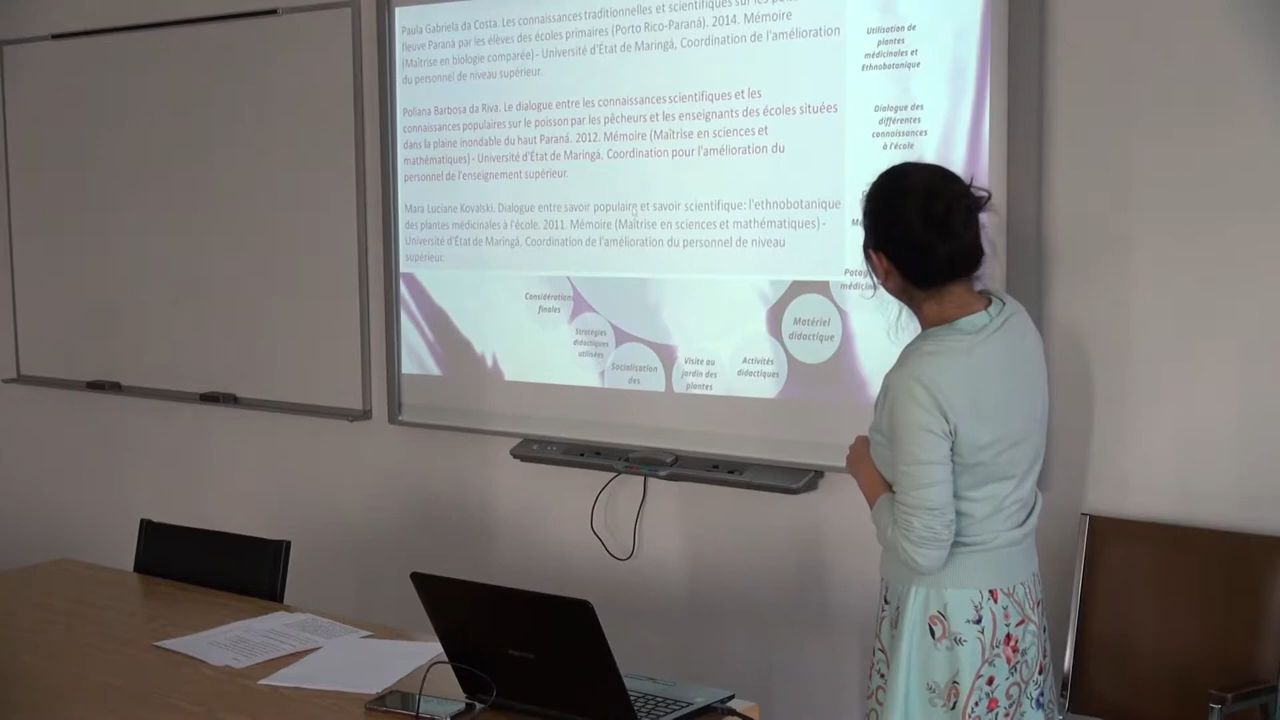 Paula Gabriela da Costa. Les connaissances traditionnelles et scientifiques sur les
fleuve Paraná par les élèves des écoles primaires (Porto Rico-Paraná). 2014. Mémoire
(Maîtrise en biologie comparée) - Université d'État de Maringá, Coordination de l'amélioration
du personnel de niveau supérieur.
Poliana Barbosa da Riva. Le dialogue entre les connaissances scientifiques et les
connaissances populaires sur le poisson par les pêcheurs et les enseignants des écoles situées
dans la plaine inondable du haut Paraná. 2012. Mémoire (Maîtrise en sciences et
mathématiques) - Université d'État de Maringá, Coordination pour l'amélioration du
personnel de l'enseignement supérieur.
Mara Luciane Kovalski. Dialogue entre savoir populaire et savoir scientifique: l'ethnobotanique
des plantes médicinales à l'école. 2011. Mémoire (Maîtrise en sciences et mathématiques) -
Université d'État de Maringá, Coordination de l'amélioration du personnel de niveau
supérieur.
Utilisation de
plantes
médicinales et
Ethnobotanique
Dialogue des
différentes
connaissances
à l'école
Considérations
finales
Stratégies
didactiques
utilisées
Socialisation
des
Visite au
jardin des
plantes
Activités
didactiques
Matériel
didactique